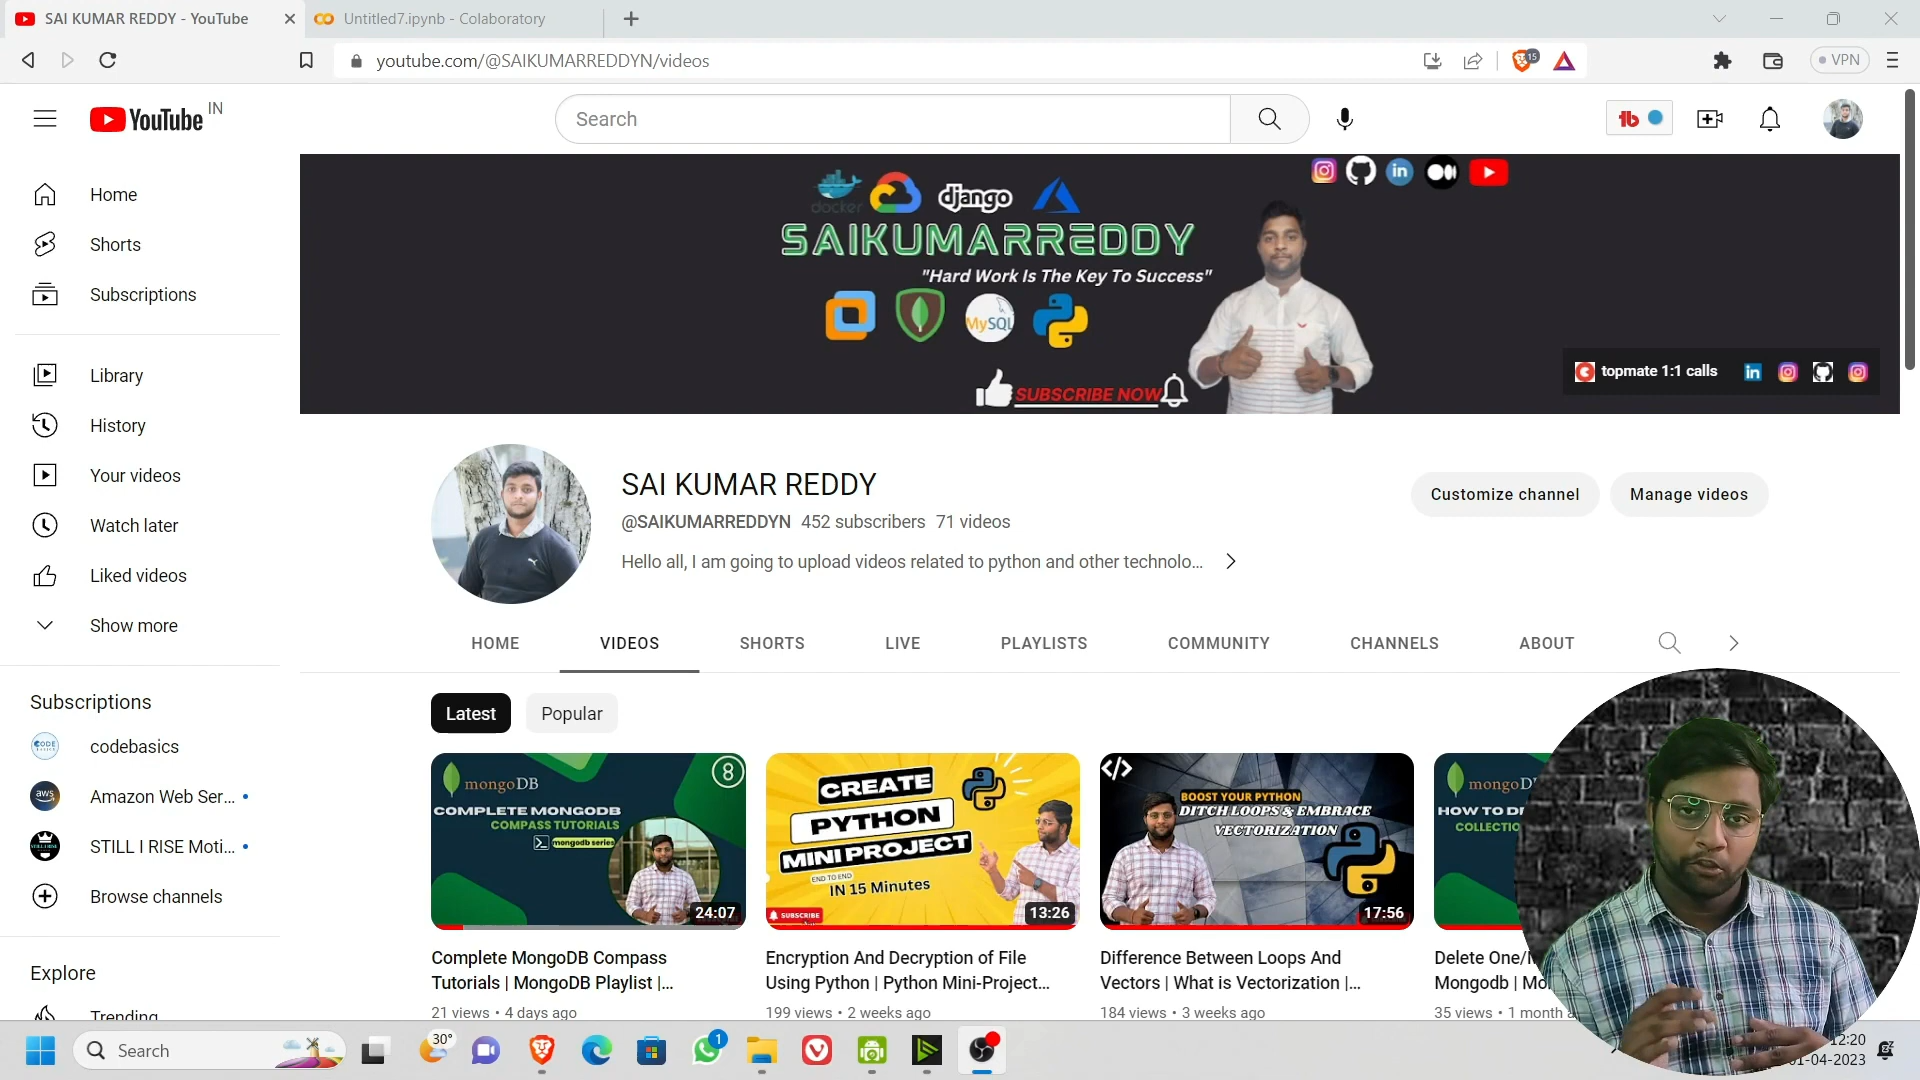 SAI KUMAR REDDY - YouTube
Untitled7.ipynb - Colaboratory
youtube.com/@SAIKUMARREDDYN/videos
15
VPN
YouTube IN
Search
Home
Shorts
Subscriptions
Library
History
Your videos
Watch later
Liked videos
Show more
Subscriptions
codebasics
Amazon Web Ser...
STILL I RISE Moti...
Browse channels
Explore
Trending
docker
django
SAIKUMARREDDY
"Hard Work Is The Key To Success"
MySQL
SUBSCRIBE NOW
topmate 1:1 calls
SAI KUMAR REDDY
@SAIKUMARREDDYN 452 subscribers 71 videos
Hello all, I am going to upload videos related to python and other technolo...
Customize channel
Manage videos
HOME
VIDEOS
SHORTS
LIVE
PLAYLISTS
COMMUNITY
CHANNELS
ABOUT
Latest
Popular
mongoDB
8
COMPLETE MONGODB
COMPASS TUTORIALS
mongodb series
24:07
Complete MongoDB Compass
Tutorials | MongoDB Playlist |...
21 views • 4 days ago
CREATE
PYTHON
MINI PROJECT
END TO END
IN 15 Minutes
SUBSCRIBE
13:26
Encryption And Decryption of File
Using Python | Python Mini-Project...
199 views • 2 weeks ago
BOOST YOUR PYTHON
DITCH LOOPS & EMBRACE
VECTORIZATION
17:56
Difference Between Loops And
Vectors | What is Vectorization |...
184 views • 3 weeks ago
HOW TO
Delete
Mongodb |
35 views • 1 month
Search
30°
1
12:20
01-04-2023